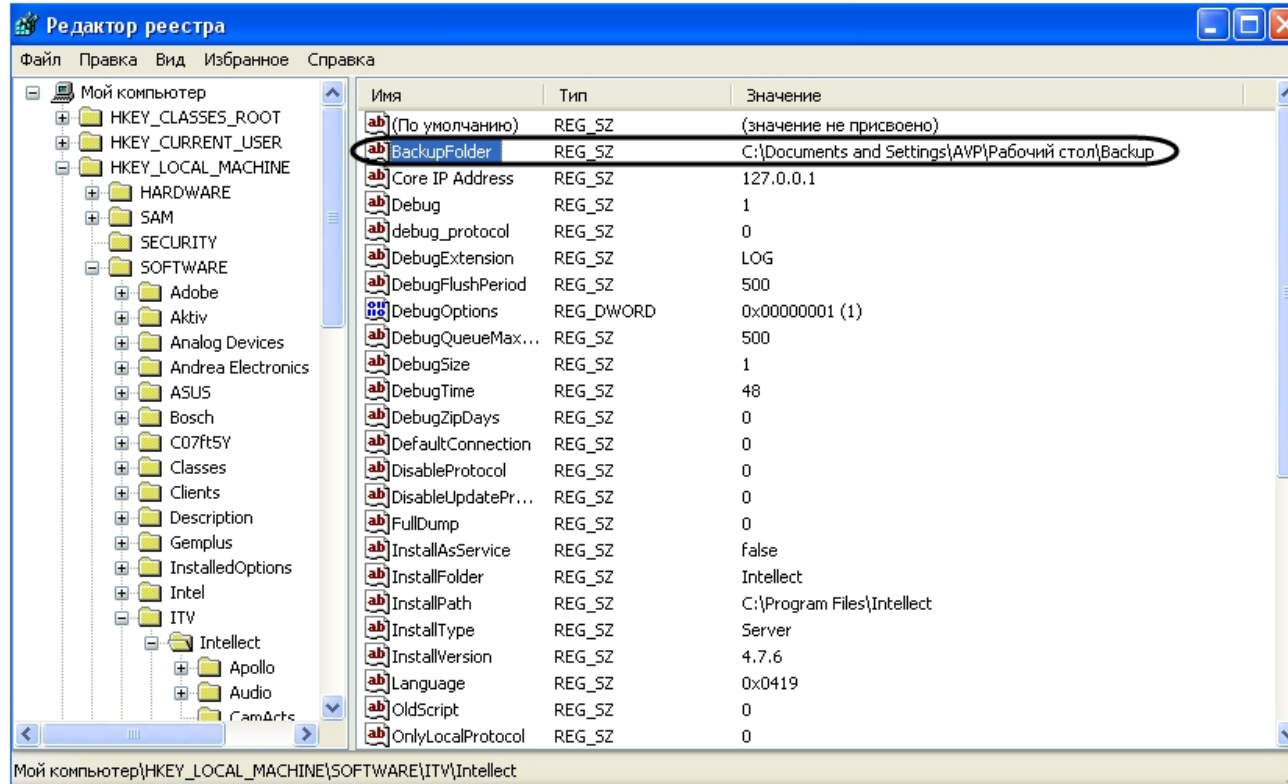 Редактор реестра
Файл Правка Вид Избранное Справка
Мой компьютер
HKEY_CLASSES_ROOT
HKEY_CURRENT_USER
HKEY_LOCAL_MACHINE
HARDWARE
SAM
SECURITY
SOFTWARE
Adobe
Aktiv
Analog Devices
Andrea Electronics
ASUS
Bosch
C07ft5Y
Classes
Clients
Description
Gemplus
InstalledOptions
Intel
ITV
Intellect
Apollo
Audio
CamActs
Имя Тип Значение
(По умолчанию) REG_SZ (значение не присвоено)
BackupFolder REG_SZ C:\Documents and Settings\AVP\Рабочий стол\Backup
Core IP Address REG_SZ 127.0.0.1
Debug REG_SZ 1
debug_protocol REG_SZ 0
DebugExtension REG_SZ LOG
DebugFlushPeriod REG_SZ 500
DebugOptions REG_DWORD 0x00000001 (1)
DebugQueueMax... REG_SZ 500
DebugSize REG_SZ 1
DebugTime REG_SZ 48
DebugZipDays REG_SZ 0
DefaultConnection REG_SZ 0
DisableProtocol REG_SZ 0
DisableUpdatePr... REG_SZ 0
FullDump REG_SZ 0
InstallAsService REG_SZ false
InstallFolder REG_SZ Intellect
InstallPath REG_SZ C:\Program Files\Intellect
InstallType REG_SZ Server
InstallVersion REG_SZ 4.7.6
Language REG_SZ 0x0419
OldScript REG_SZ 0
OnlyLocalProtocol REG_SZ 0
Мой компьютер\HKEY_LOCAL_MACHINE\SOFTWARE\ITV\Intellect